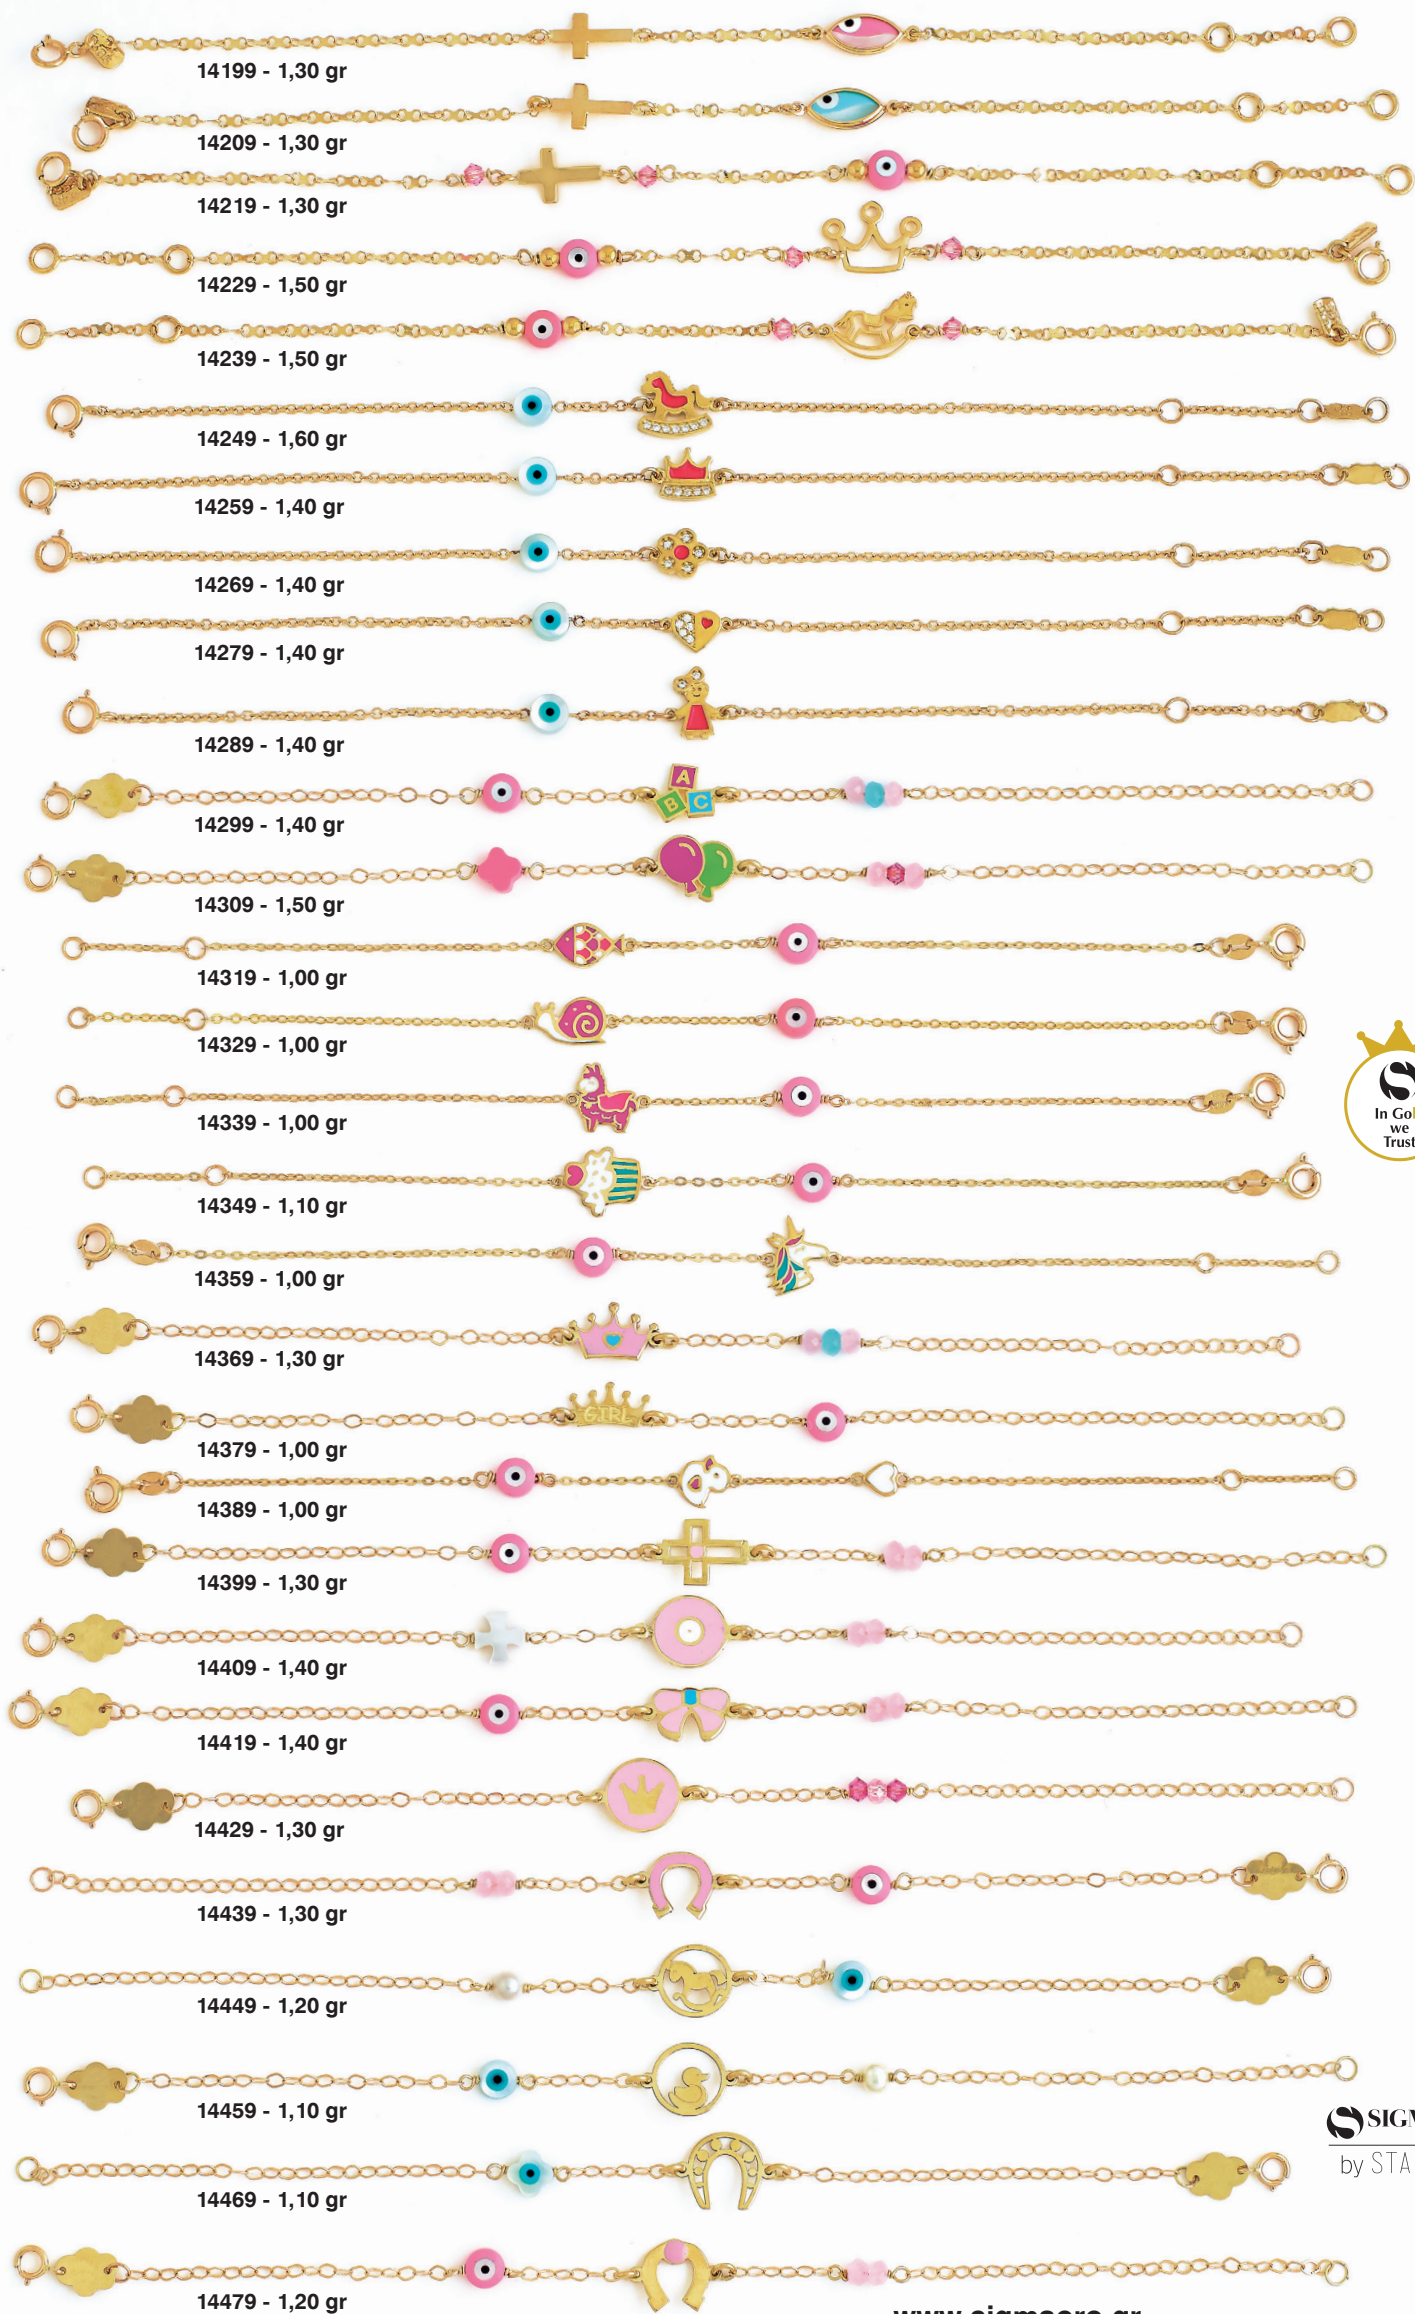 14199 - 1,30 gr
14209 - 1,30 gr
14219 - 1,30 gr
14229 - 1,50 gr
14239 - 1,50 gr
14249 - 1,60 gr
14259 - 1,40 gr
14269 - 1,40 gr
14279 - 1,40 gr
14289 - 1,40 gr
A
B C
14299 - 1,40 gr
14309 - 1,50 gr
14319 - 1,00 gr
14329 - 1,00 gr
In Gol
we
Trust
14339 - 1,00 gr
14349 - 1,10 gr
14359 - 1,00 gr
14369 - 1,30 gr
GIRL
14379 - 1,00 gr
14389 - 1,00 gr
14399 - 1,30 gr
14409 - 1,40 gr
14419 - 1,40 gr
14429 - 1,30 gr
14439 - 1,30 gr
14449 - 1,20 gr
14459 - 1,10 gr
SIGM
by STA
14469 - 1,10 gr
14479 - 1,20 gr